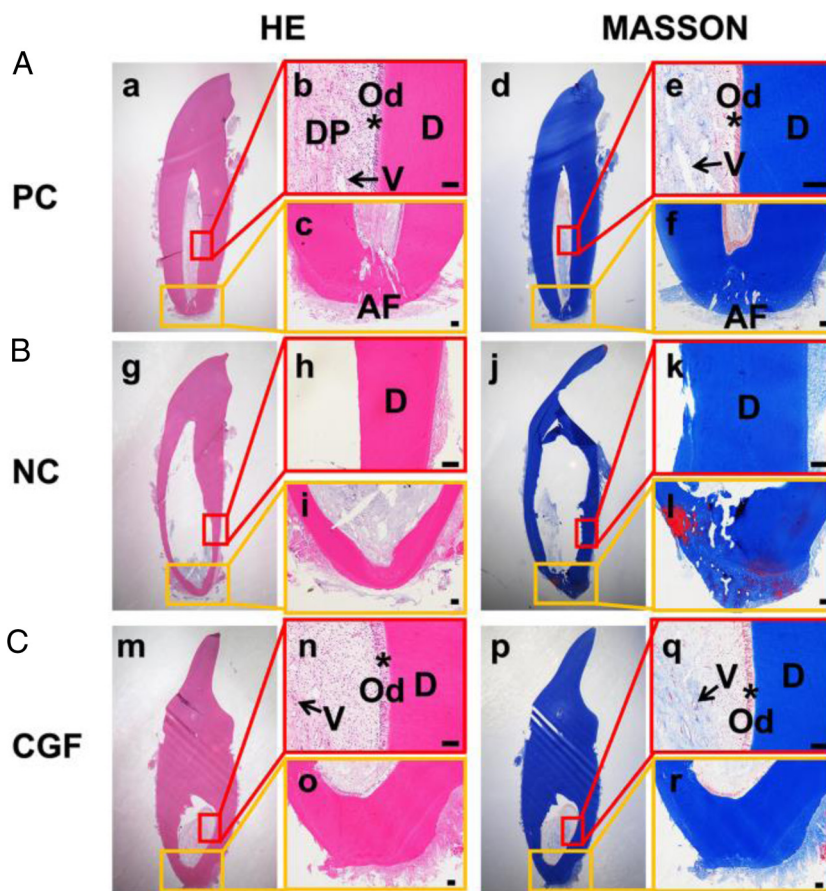 HE MASSON
A
a b Od DP * D V d e Od * D V
PC
c AF f AF
B
g h D j k D
NC
i l
C
m n * Od D V p q V * D Od
CGF
o r